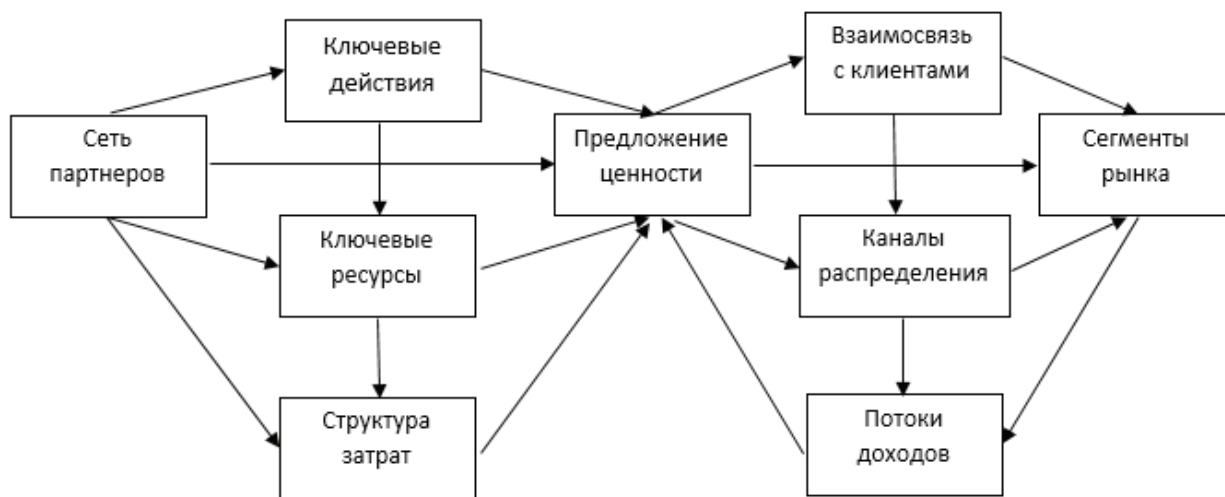 Ключевые
действия
Взаимосвязь
с клиентами
Сеть
партнеров
Предложение
ценности
Сегменты
рынка
Ключевые
ресурсы
Каналы
распределения
Структура
затрат
Потоки
доходов